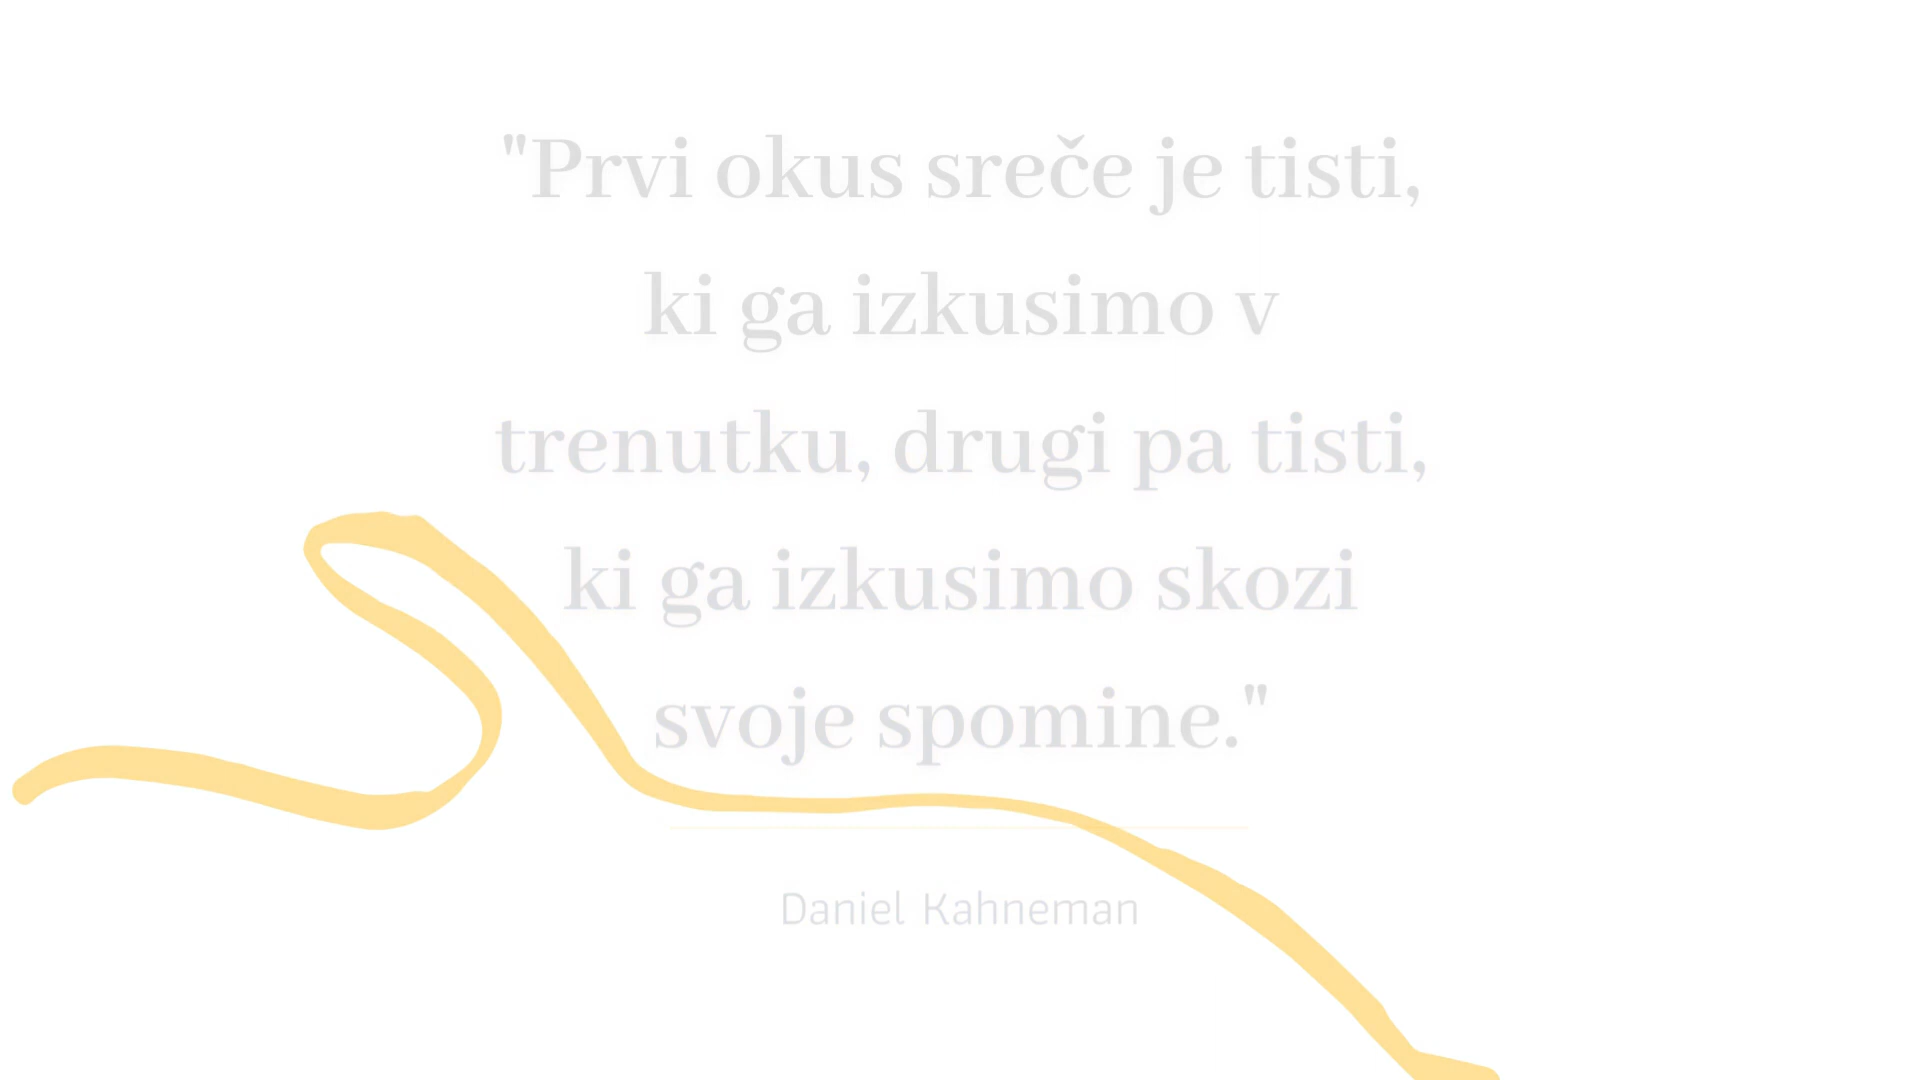 "Prvi okus sreče je tisti,
ki ga izkusimo v
trenutku, drugi pa tisti,
ki ga izkusimo skozi
svoje spomine."
Daniel Kahneman